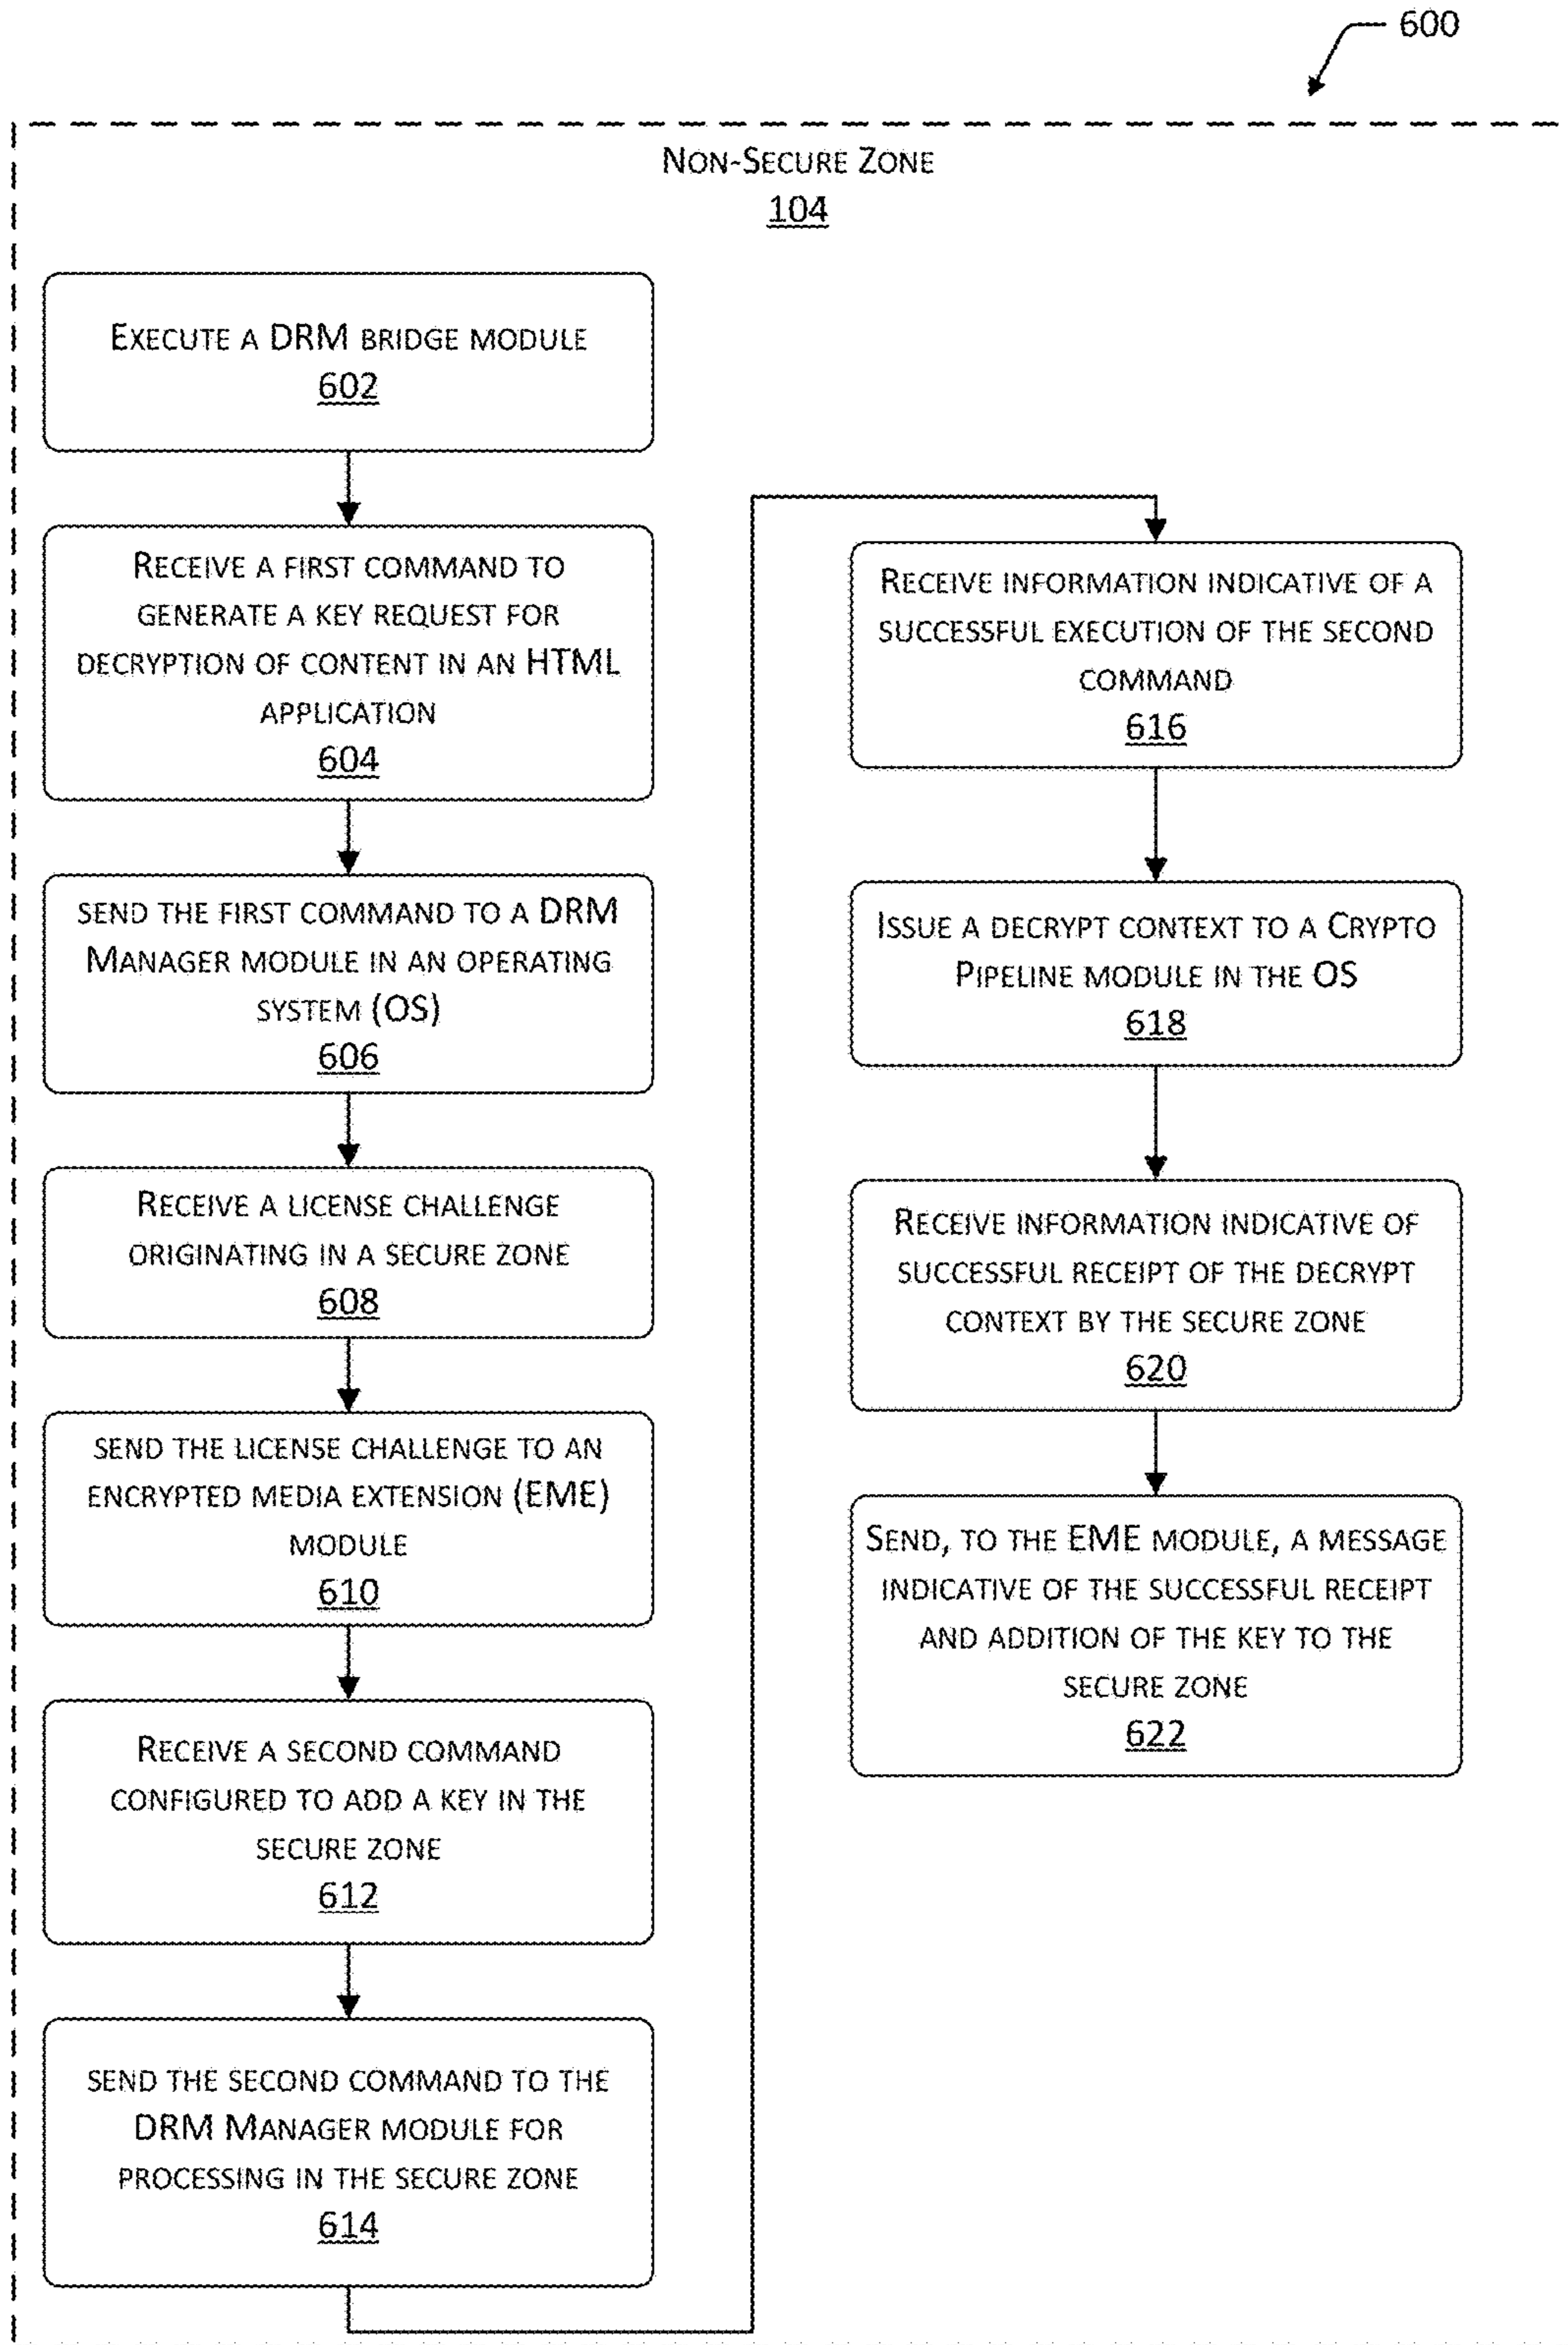 600
Non-Secure Zone
104
Execute a DRM bridge module
602
Receive a first command to
generate a key request for
decryption of content in an HTML
application
604
send the first command to a DRM
Manager module in an operating
system (OS)
606
Receive a license challenge
originating in a secure zone
608
send the license challenge to an
encrypted media extension (EME)
module
610
Receive a second command
configured to add a key in the
secure zone
612
send the second command to the
DRM Manager module for
processing in the secure zone
614
Receive information indicative of a
successful execution of the second
command
616
Issue a decrypt context to a Crypto
Pipeline module in the OS
618
Receive information indicative of
successful receipt of the decrypt
context by the secure zone
620
Send, to the EME module, a message
indicative of the successful receipt
and addition of the key to the
secure zone
622